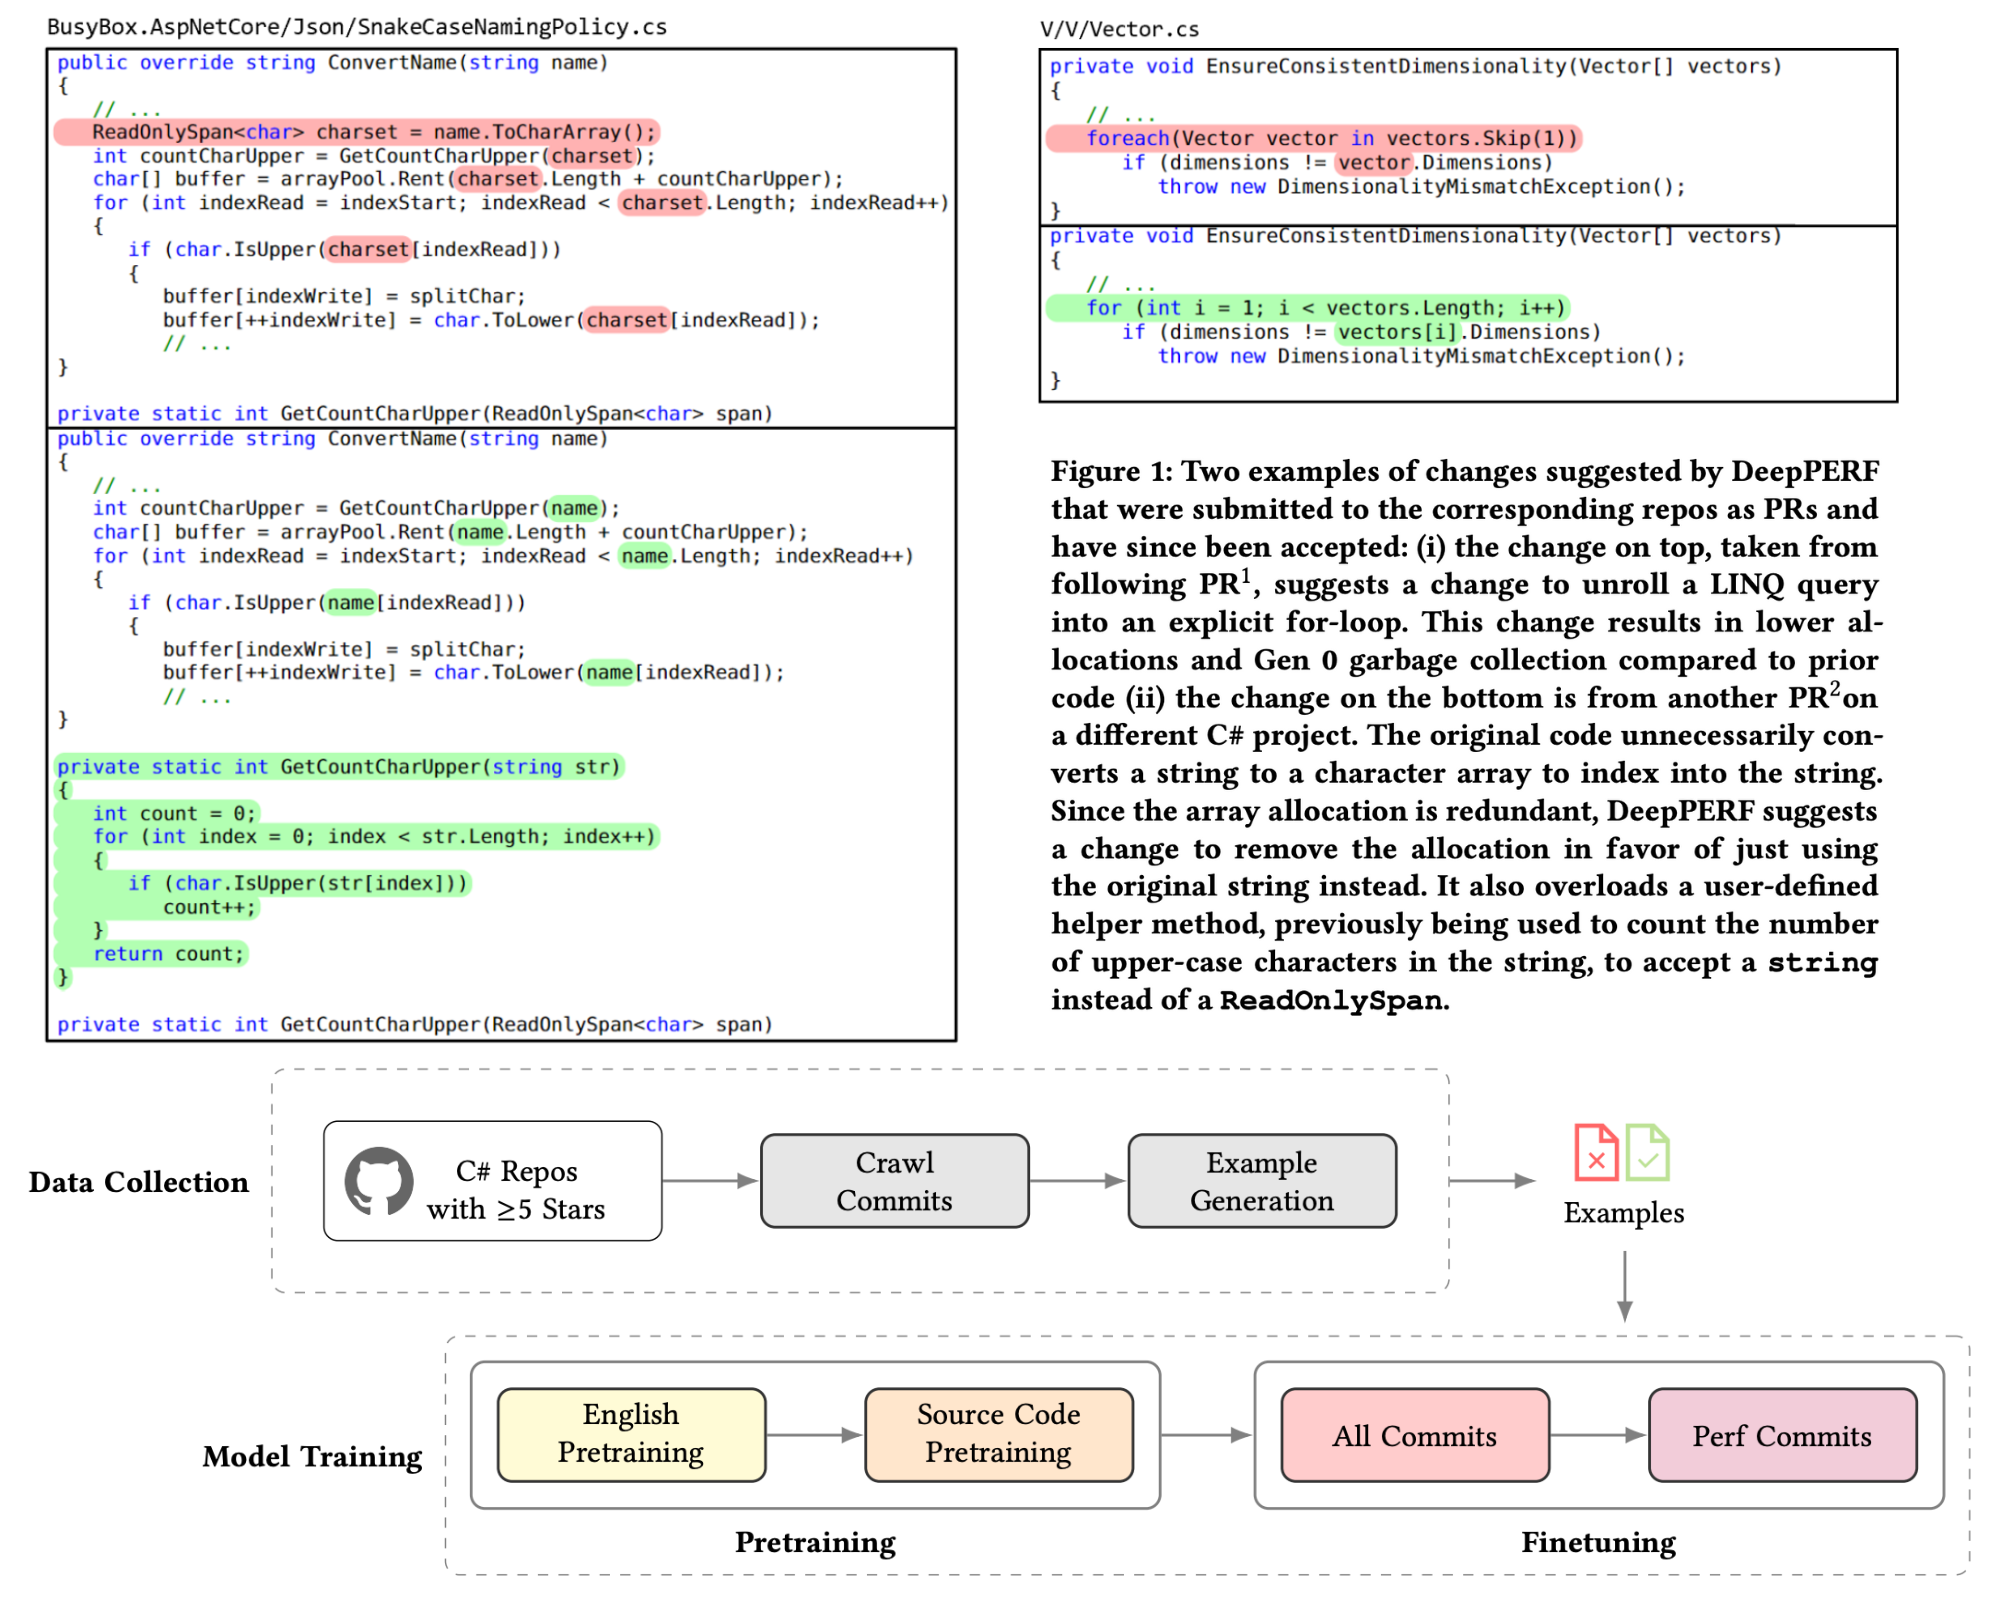 BusyBox.AspNetCore/Json/SnakeCaseNamingPolicy.cs
public override string ConvertName(string name)
{
// ...
ReadOnlySpan<char> charset = name.ToCharArray();
int countCharUpper = GetCountCharUpper(charset);
char[] buffer = arrayPool.Rent(charset.Length + countCharUpper);
for (int indexRead = indexStart; indexRead < charset.Length; indexRead++)
{
if (char.IsUpper(charset[indexRead]))
{
buffer[indexWrite] = splitChar;
buffer[++indexWrite] = char.ToLower(charset[indexRead]);
// ...
}
private static int GetCountCharUpper(ReadOnlySpan<char> span)
public override string ConvertName(string name)
{
// ...
int countCharUpper = GetCountCharUpper(name);
char[] buffer = arrayPool.Rent(name.Length + countCharUpper);
for (int indexRead = indexStart; indexRead < name.Length; indexRead++)
{
if (char.IsUpper(name[indexRead]))
{
buffer[indexWrite] = splitChar;
buffer[++indexWrite] = char.ToLower(name[indexRead]);
// ...
}
private static int GetCountCharUpper(string str)
{
int count = 0;
for (int index = 0; index < str.Length; index++)
{
if (char.IsUpper(str[index]))
count++;
}
return count;
}
private static int GetCountCharUpper(ReadOnlySpan<char> span)
V/V/Vector.cs
private void EnsureConsistentDimensionality(Vector[] vectors)
{
// ...
foreach(Vector vector in vectors.Skip(1))
if (dimensions != vector.Dimensions)
throw new DimensionalityMismatchException();
}
private void EnsureConsistentDimensionality(Vector[] vectors)
{
// ...
for (int i = 1; i < vectors.Length; i++)
if (dimensions != vectors[i].Dimensions)
throw new DimensionalityMismatchException();
}
Figure 1: Two examples of changes suggested by DeepPERF
that were submitted to the corresponding repos as PRs and
have since been accepted: (i) the change on top, taken from
following PR1, suggests a change to unroll a LINQ query
into an explicit for-loop. This change results in lower al-
locations and Gen 0 garbage collection compared to prior
code (ii) the change on the bottom is from another PR2on
a different C# project. The original code unnecessarily con-
verts a string to a character array to index into the string.
Since the array allocation is redundant, DeepPERF suggests
a change to remove the allocation in favor of just using
the original string instead. It also overloads a user-defined
helper method, previously being used to count the number
of upper-case characters in the string, to accept a string
instead of a ReadOnlySpan.
Data Collection
C# Repos
with ≥5 Stars
Crawl
Commits
Example
Generation
Examples
Model Training
English
Pretraining
Source Code
Pretraining
All Commits
Perf Commits
Pretraining
Finetuning